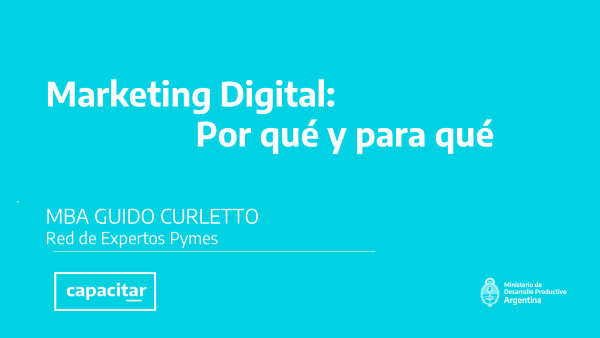 Marketing Digital:
Por qué y para qué
MBA GUIDO CURLETTO
Red de Expertos Pymes
capacitar
Ministerio de
Desarrollo Productivo
Argentina